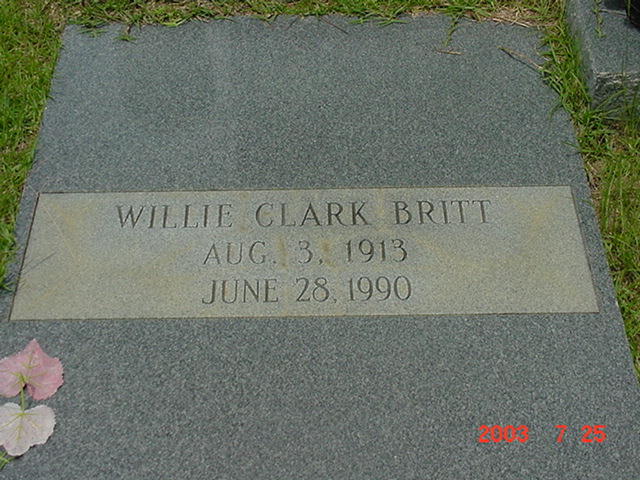 WILLIE CLARK BRITT
AUG. 3, 1913
JUNE 28, 1990
2003 7 25